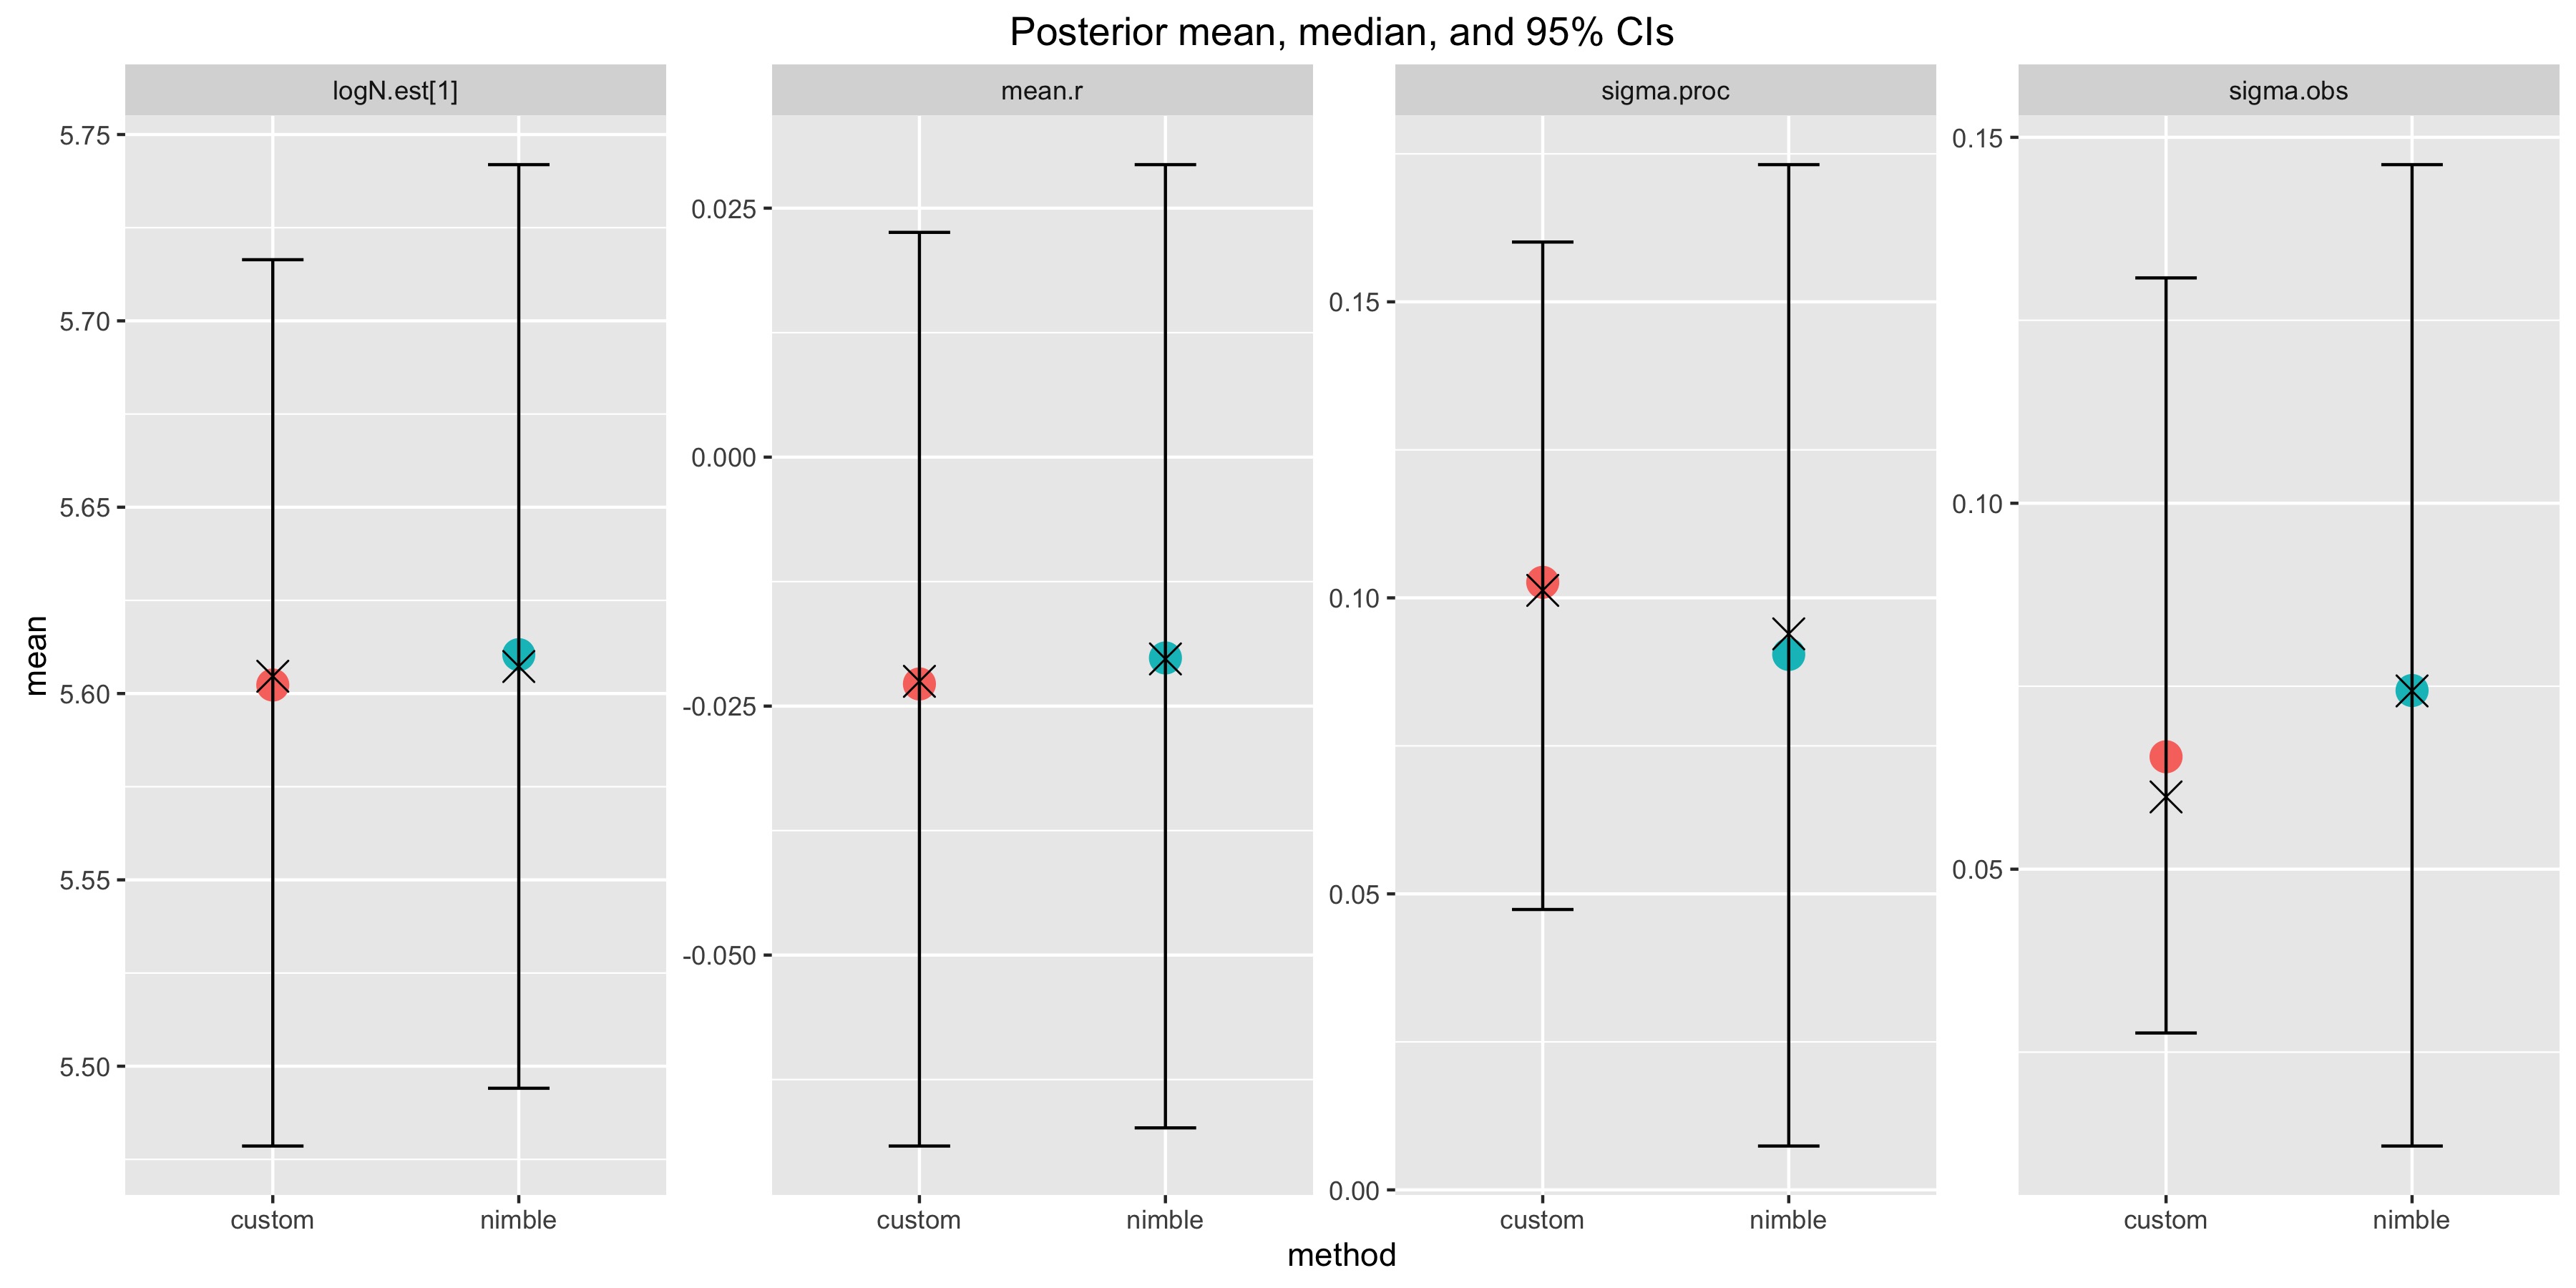 Posterior mean, median, and 95% CIs
logN.est[1]
mean.r
sigma.proc
sigma.obs
mean
5.75
5.70
5.65
5.60
5.55
5.50
0.025
0.000
-0.025
-0.050
0.15
0.10
0.05
0.00
0.15
0.10
0.05
custom nimble
custom nimble
custom nimble
custom nimble
method